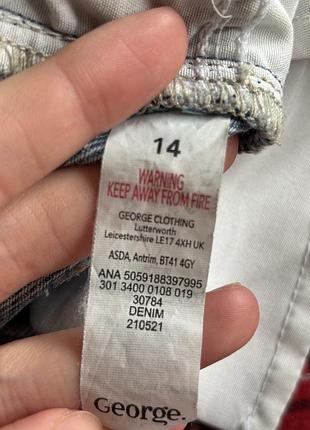 14
WARNING
KEEP AWAY FROM FIRE
GEORGE CLOTHING
Lutterworth
Leicestershire LE17 4XH UK
ASDA, Antrim, BT41 4GY
ANA 5059188397995
301 3400 0108 019
30784
DENIM
210521
George.